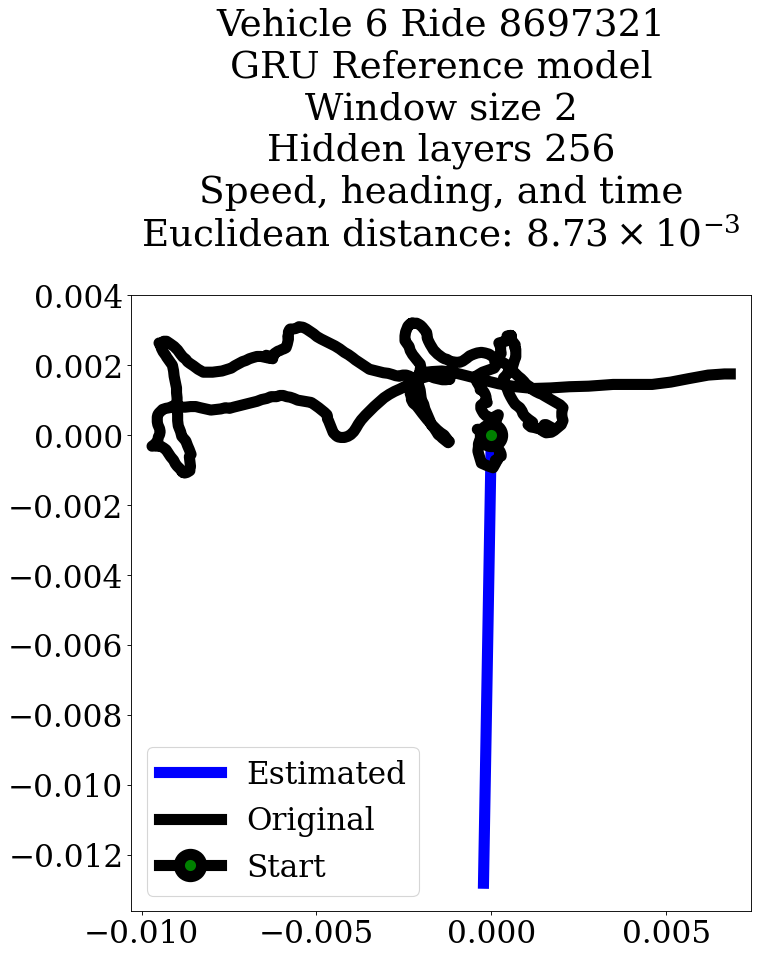 Vehicle 6 Ride 8697321
GRU Reference model
Window size 2
Hidden layers 256
Speed, heading, and time
Euclidean distance: 8.73 × 10⁻³
0.004
0.002
0.000
−0.002
−0.004
−0.006
−0.008
−0.010
−0.012
Estimated
Original
Start
−0.010 −0.005 0.000 0.005